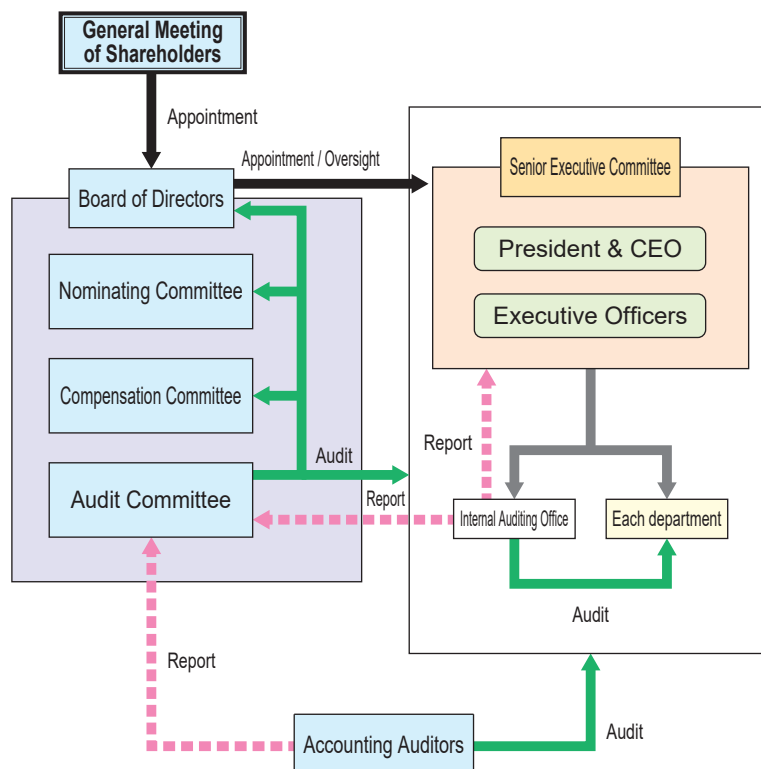 General Meeting
of Shareholders
Appointment
Appointment / Oversight
Board of Directors
Senior Executive Committee
President & CEO
Nominating Committee
Executive Officers
Compensation Committee
Report
Audit
Audit Committee
Report
Internal Auditing Office
Each department
Audit
Report
Accounting Auditors
Audit